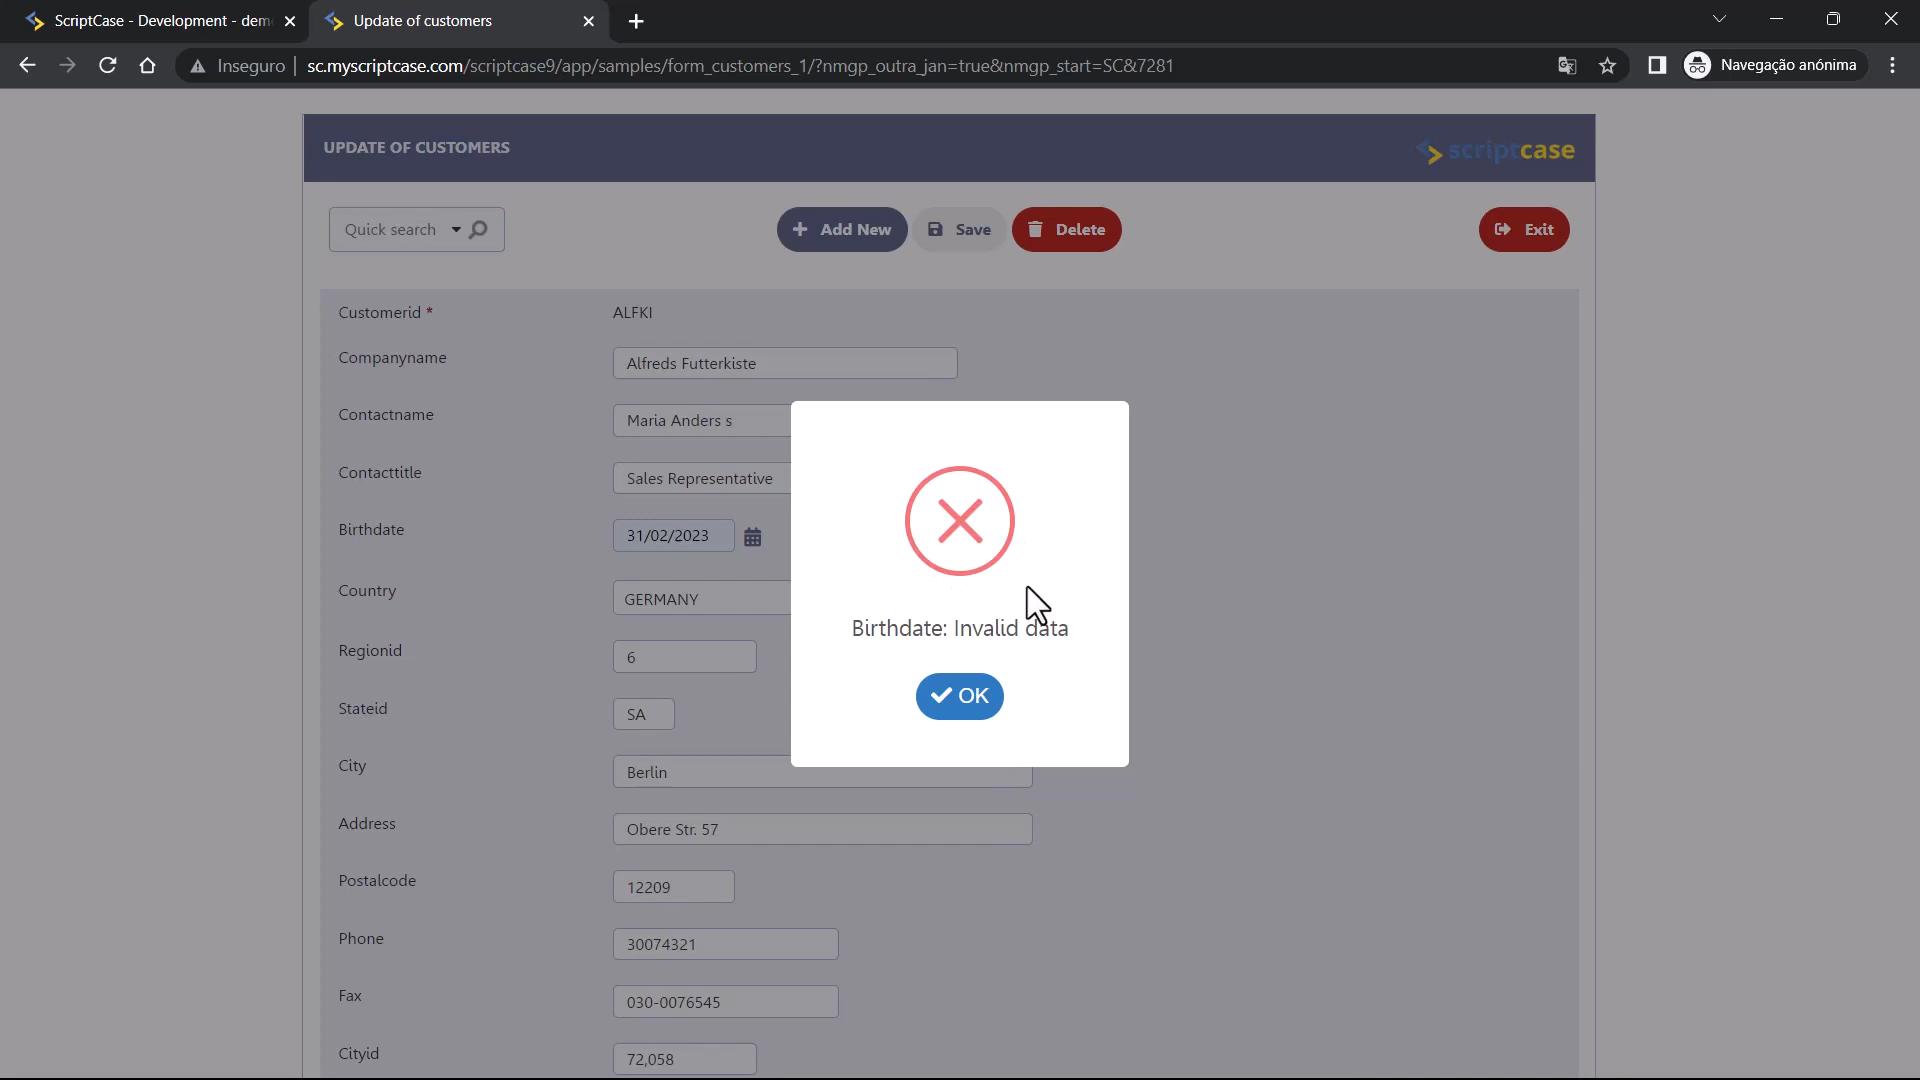 ScriptCase - Development - dem
Update of customers
Inseguro
sc.myscriptcase.com/scriptcase9/app/samples/form_customers_1/?nmgp_outra_jan=true&nmgp_start=SC&7281
Navegação anónima
UPDATE OF CUSTOMERS
scriptcase
Quick search
Add New
Save
Delete
Exit
Customerid * ALFKI
Companyname Alfreds Futterkiste
Contactname Maria Anders s
Contacttitle Sales Representative
Birthdate 31/02/2023
Country GERMANY
Birthdate: Invalid data
OK
Regionid 6
Stateid SA
City Berlin
Address Obere Str. 57
Postalcode 12209
Phone 30074321
Fax 030-0076545
Cityid 72,058